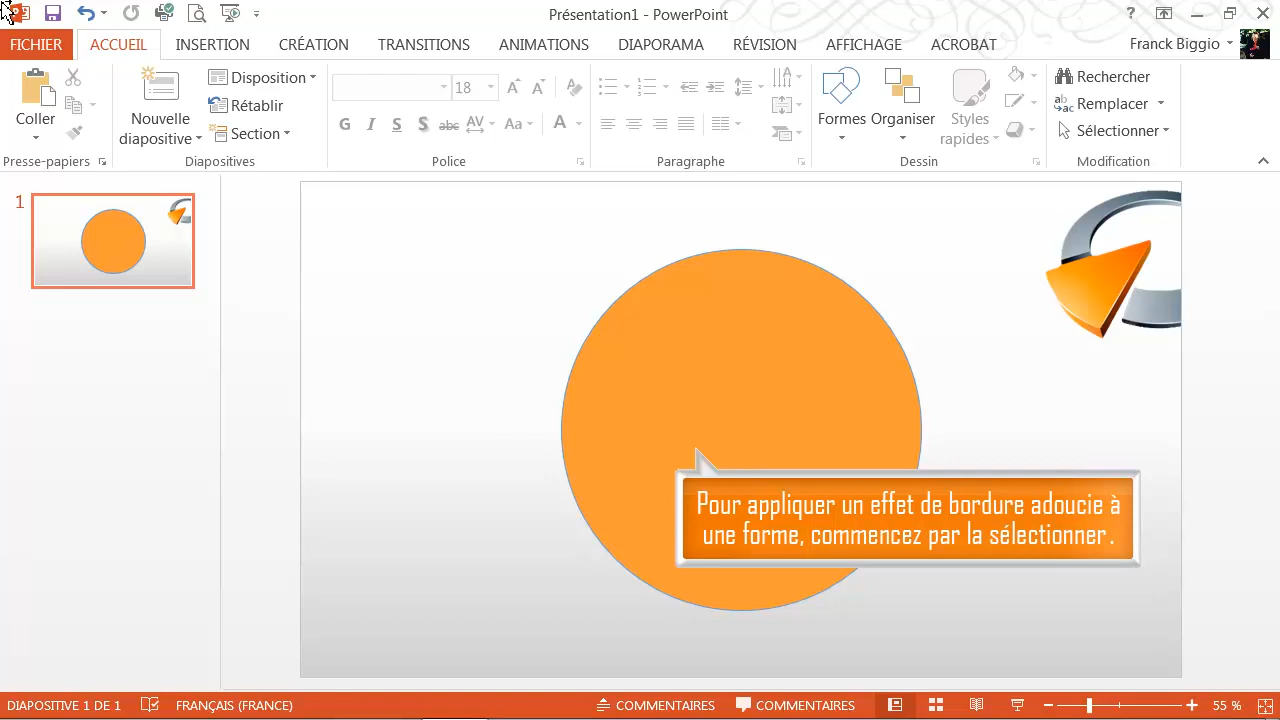 Présentation1 - PowerPoint
FICHIER ACCUEIL INSERTION CRÉATION TRANSITIONS ANIMATIONS DIAPORAMA RÉVISION AFFICHAGE ACROBAT Franck Biggio
Coller
Presse-papiers
Nouvelle
diapositive
Disposition
Rétablir
Section
Diapositives
18
G I S S abc AV Aa A
Police
Paragraphe
Formes
Organiser
Styles
rapides
Dessin
Rechercher
Remplacer
Sélectionner
Modification
1
Pour appliquer un effet de bordure adoucie à
une forme, commencez par la sélectionner.
DIAPOSITIVE 1 DE 1 FRANÇAIS (FRANCE) COMMENTAIRES COMMENTAIRES 55 %